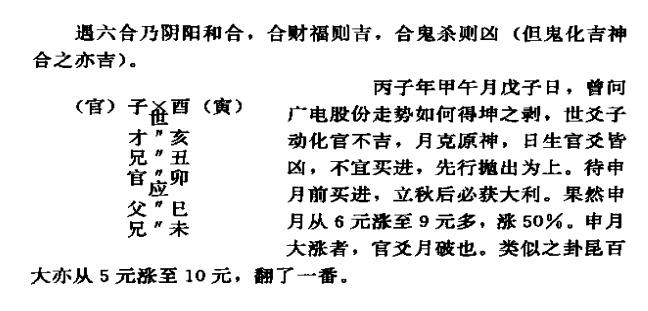 遇六合乃阴阳和合，合财福则吉，合鬼杀则凶（但鬼化吉神
合之亦吉）。
丙子年甲午月戊子日，曾问
（官）子×酉（寅）
世
广电股份走势如何得坤之剥，世爻子
才〃亥
动化官不吉，月克原神，日生官爻皆
兄〃丑
凶，不宜买进，先行抛出为上。待申
官〃卯
应
月前买进，立秋后必获大利。果然申
父〃巳
月从6元涨至9元多，涨50%。申月
兄〃未
大涨者，官爻月破也。类似之卦昆百
大亦从5元涨至10元，翻了一番。